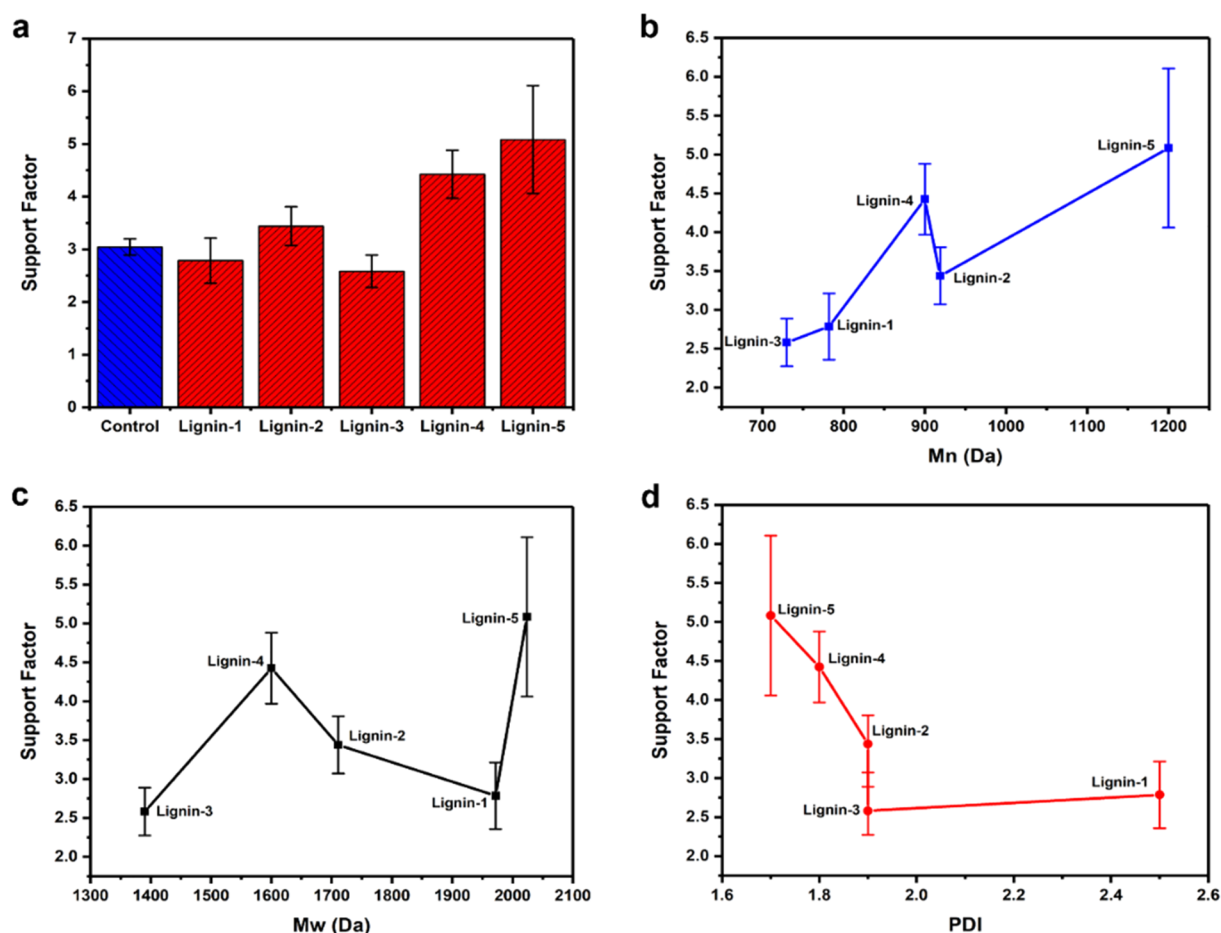 a
7
6
5
4
3
2
1
0
Support Factor
Control Lignin-1 Lignin-2 Lignin-3 Lignin-4 Lignin-5
b
6.5
6.0
5.5
5.0
4.5
4.0
3.5
3.0
2.5
2.0
Support Factor
Lignin-5
Lignin-4
Lignin-2
Lignin-1
Lignin-3
700 800 900 1000 1100 1200
Mn (Da)
c
6.5
6.0
5.5
5.0
4.5
4.0
3.5
3.0
2.5
2.0
Support Factor
Lignin-5
Lignin-4
Lignin-2
Lignin-3
Lignin-1
1300 1400 1500 1600 1700 1800 1900 2000 2100
Mw (Da)
d
6.5
6.0
5.5
5.0
4.5
4.0
3.5
3.0
2.5
2.0
Support Factor
Lignin-5
Lignin-4
Lignin-2
Lignin-1
Lignin-3
1.6 1.8 2.0 2.2 2.4 2.6
PDI